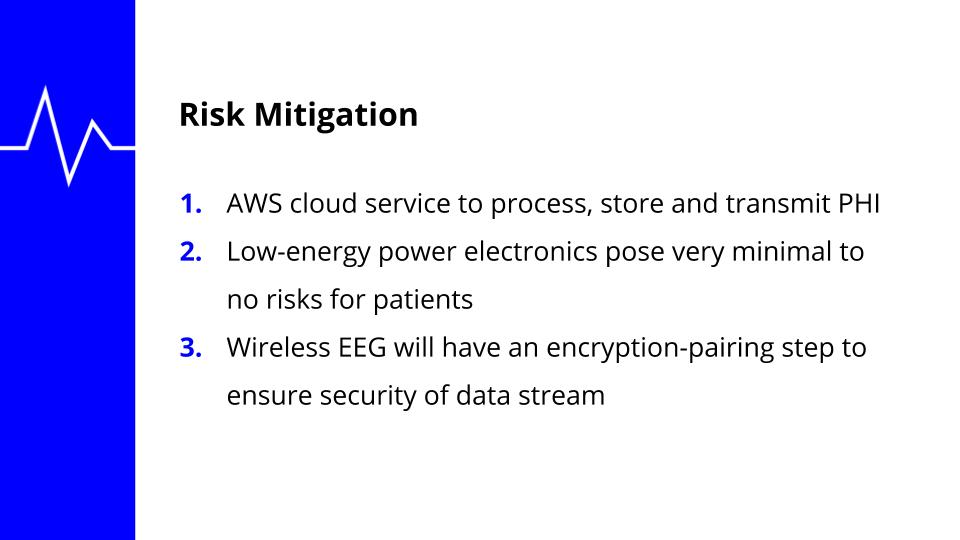 Risk Mitigation
1. AWS cloud service to process, store and transmit PHI
2. Low-energy power electronics pose very minimal to
no risks for patients
3. Wireless EEG will have an encryption-pairing step to
ensure security of data stream